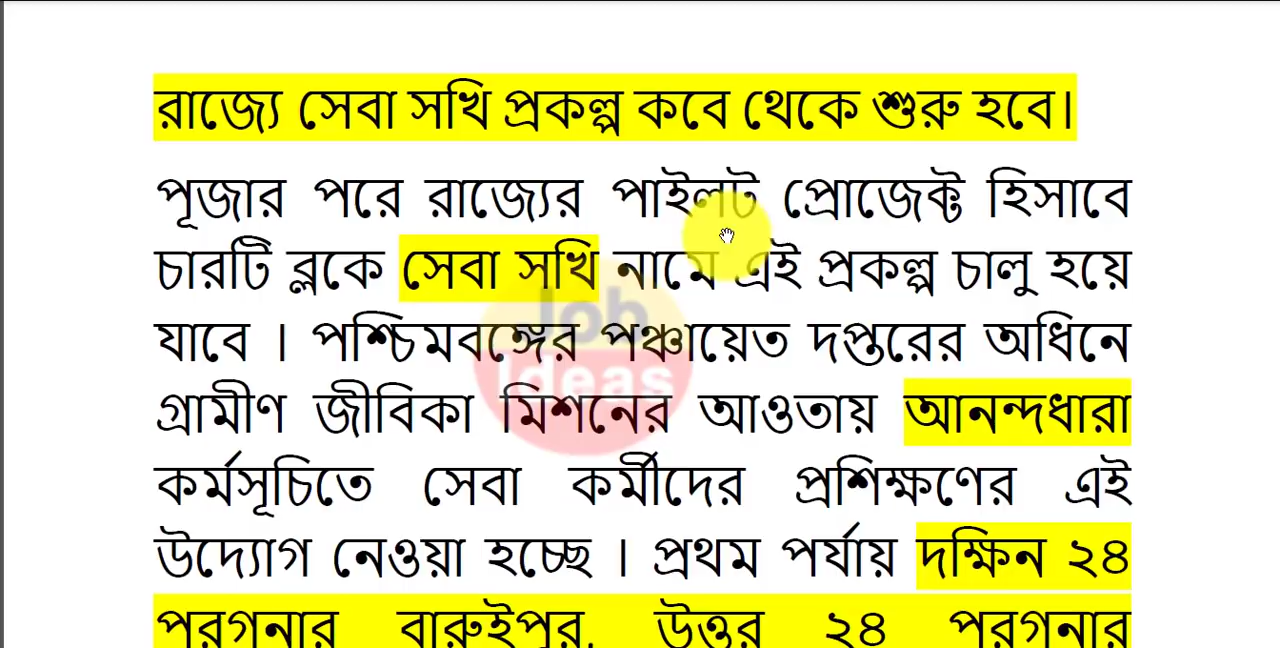 রাজ্যে সেবা সখি প্রকল্প কবে থেকে শুরু হবে।
পূজার পরে রাজ্যের পাইলট প্রোজেক্ট হিসাবে
চারটি ব্লকে সেবা সখি নামে এই প্রকল্প চালু হয়ে
যাবে । পশ্চিমবঙ্গের পঞ্চায়েত দপ্তরের অধিনে
গ্রামীণ জীবিকা মিশনের আওতায় আনন্দধারা
কর্মসূচিতে সেবা কর্মীদের প্রশিক্ষণের এই
উদ্যোগ নেওয়া হচ্ছে । প্রথম পর্যায় দক্ষিন ২৪
পরগনার বারুইপুর, উত্তর ২৪ পরগনার
Job
Ideas